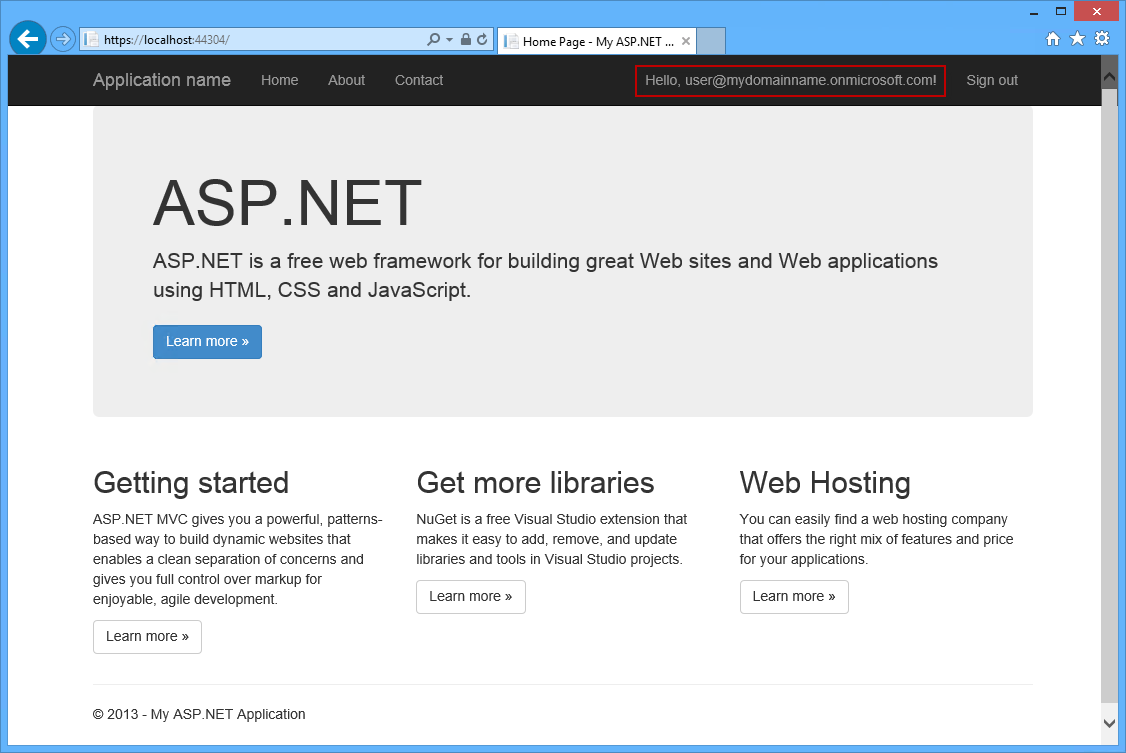 https://localhost:44304/
Home Page - My ASP.NET ...
Application name Home About Contact Hello, user@mydomainname.onmicrosoft.com! Sign out
ASP.NET
ASP.NET is a free web framework for building great Web sites and Web applications
using HTML, CSS and JavaScript.
Learn more »
Getting started
ASP.NET MVC gives you a powerful, patterns-
based way to build dynamic websites that
enables a clean separation of concerns and
gives you full control over markup for
enjoyable, agile development.
Learn more »
Get more libraries
NuGet is a free Visual Studio extension that
makes it easy to add, remove, and update
libraries and tools in Visual Studio projects.
Learn more »
Web Hosting
You can easily find a web hosting company
that offers the right mix of features and price
for your applications.
Learn more »
© 2013 - My ASP.NET Application